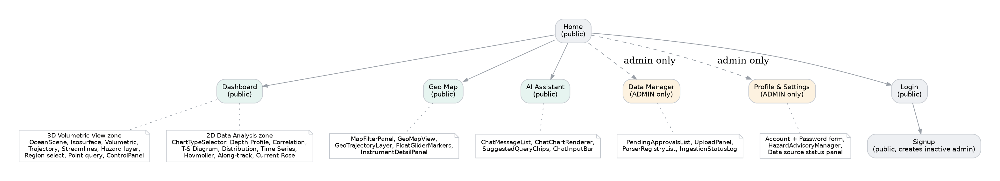 Home
(public)
admin only
admin only
Dashboard
(public)
Geo Map
(public)
AI Assistant
(public)
Data Manager
(ADMIN only)
Profile & Settings
(ADMIN only)
Login
(public)
3D Volumetric View zone
OceanScene, Isosurface, Volumetric,
Trajectory, Streamlines, Hazard layer,
Region select, Point query, ControlPanel
2D Data Analysis zone
ChartTypeSelector: Depth Profile, Correlation,
T-S Diagram, Distribution, Time Series,
Hovmoller, Along-track, Current Rose
MapFilterPanel, GeoMapView,
GeoTrajectoryLayer, FloatGliderMarkers,
InstrumentDetailPanel
ChatMessageList, ChatChartRenderer,
SuggestedQueryChips, ChatInputBar
PendingApprovalsList, UploadPanel,
ParserRegistryList, IngestionStatusLog
Account + Password form,
HazardAdvisoryManager,
Data source status panel
Signup
(public, creates inactive admin)